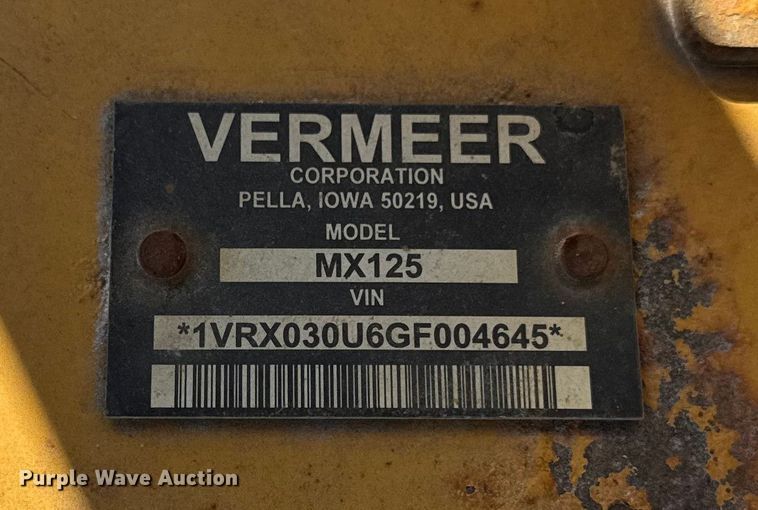 VERMEER
CORPORATION
PELLA, IOWA 50219, USA
MODEL
MX125
VIN
*1VRX030U6GF004645*
Purple Wave Auction